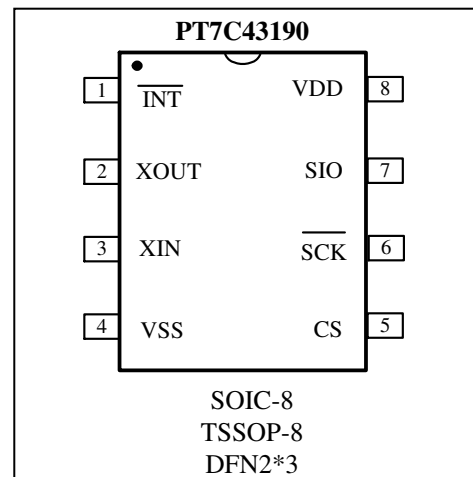 PT7C43190
1 INT VDD 8
2 XOUT SIO 7
3 XIN SCK 6
4 VSS CS 5
SOIC-8
TSSOP-8
DFN2*3